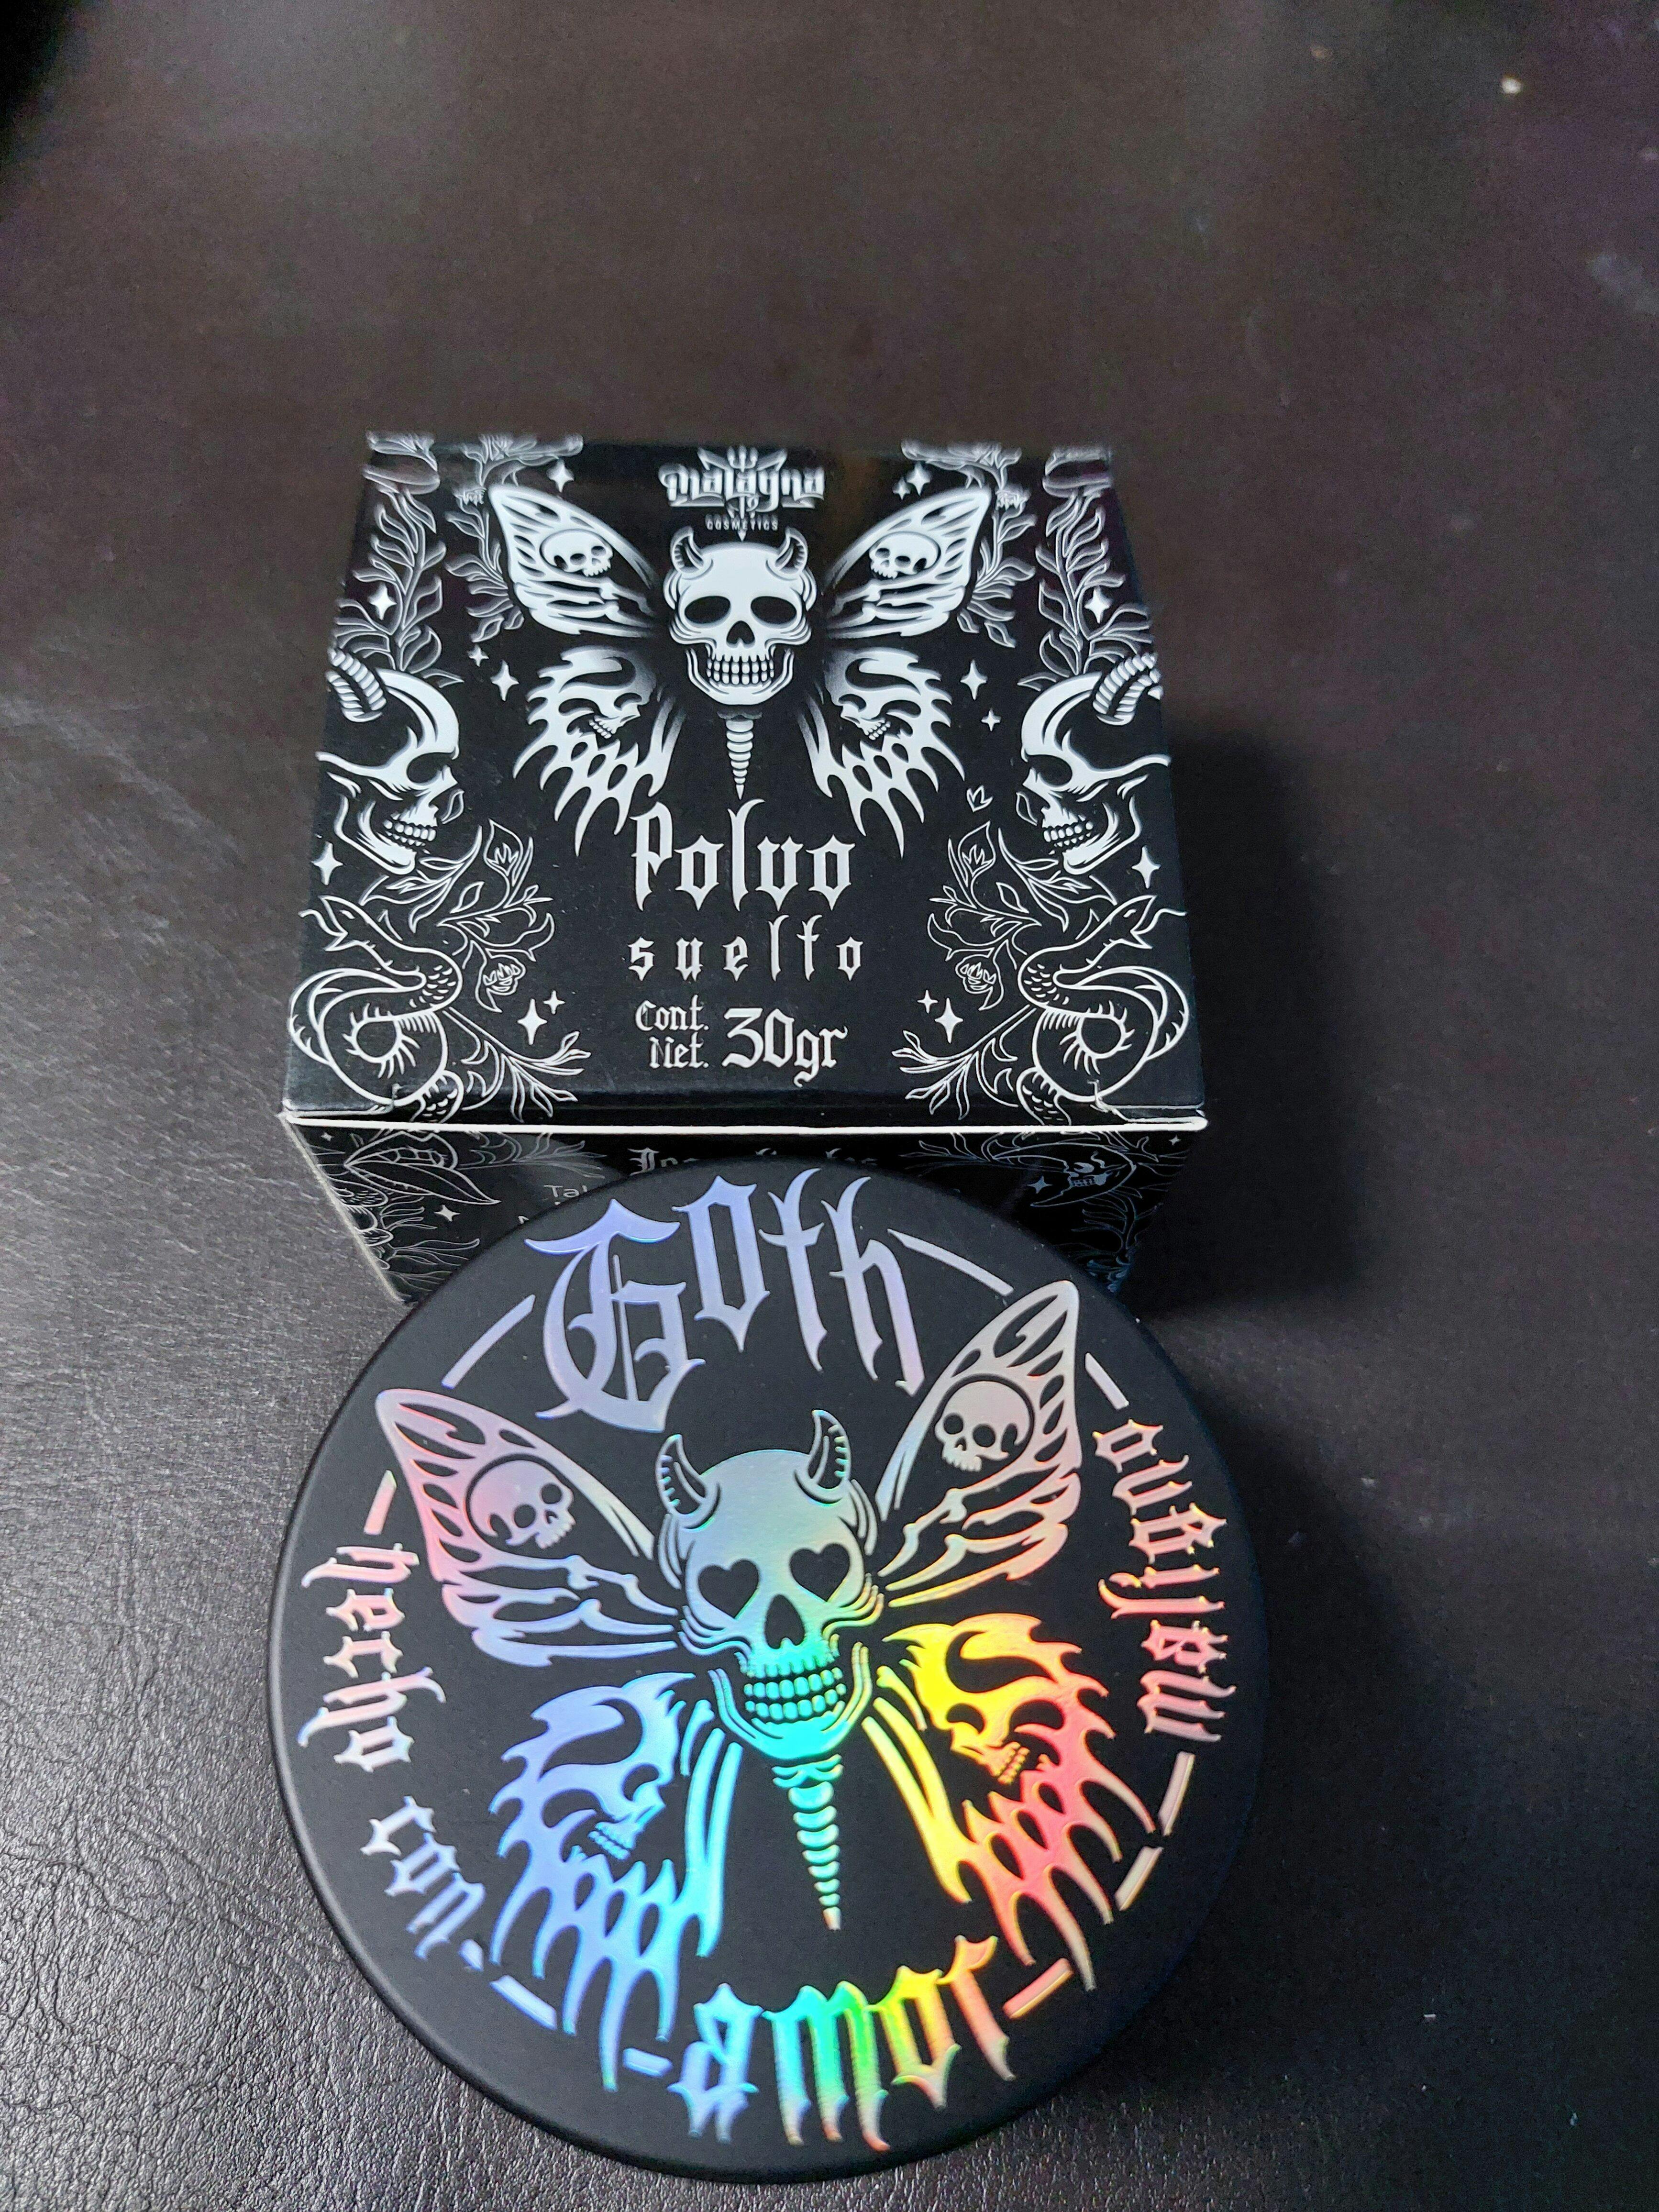 malagna
COSMETICS
Polvo
suelto
Cont.
Net. 30gr
Goth
maligno
amor
hecho con